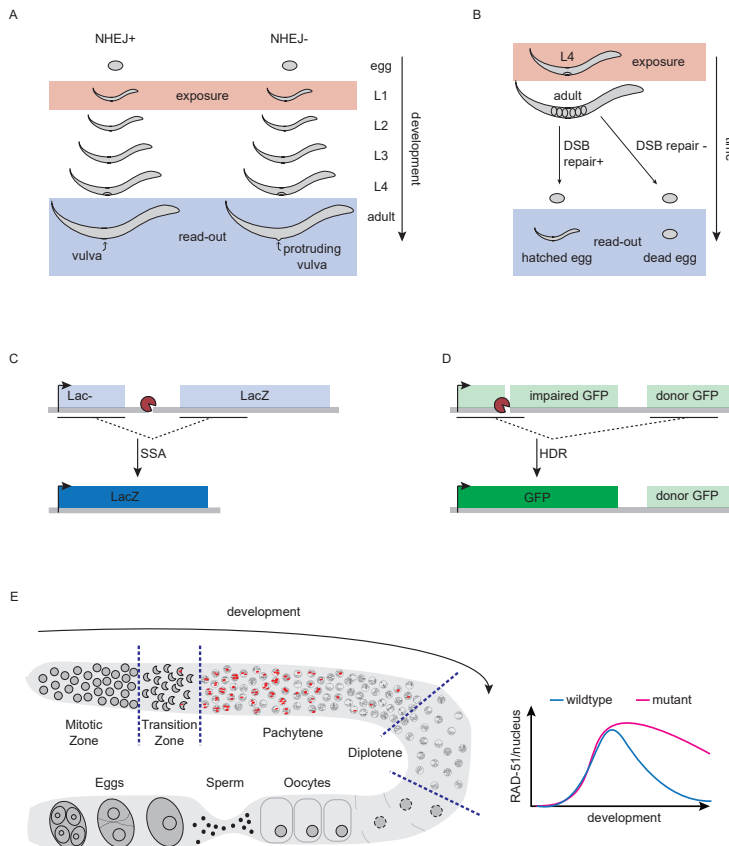 A
NHEJ+
NHEJ-
egg
exposure
L1
L2
L3
L4
adult
read-out
vulva
protruding
vulva
development
B
L4
exposure
adult
DSB
repair+
DSB repair -
read-out
hatched egg
dead egg
C
Lac-
LacZ
SSA
LacZ
D
impaired GFP
donor GFP
HDR
GFP
donor GFP
E
development
Mitotic
Zone
Transition
Zone
Pachytene
Diplotene
Eggs
Sperm
Oocytes
wildtype
mutant
RAD-51/nucleus
development